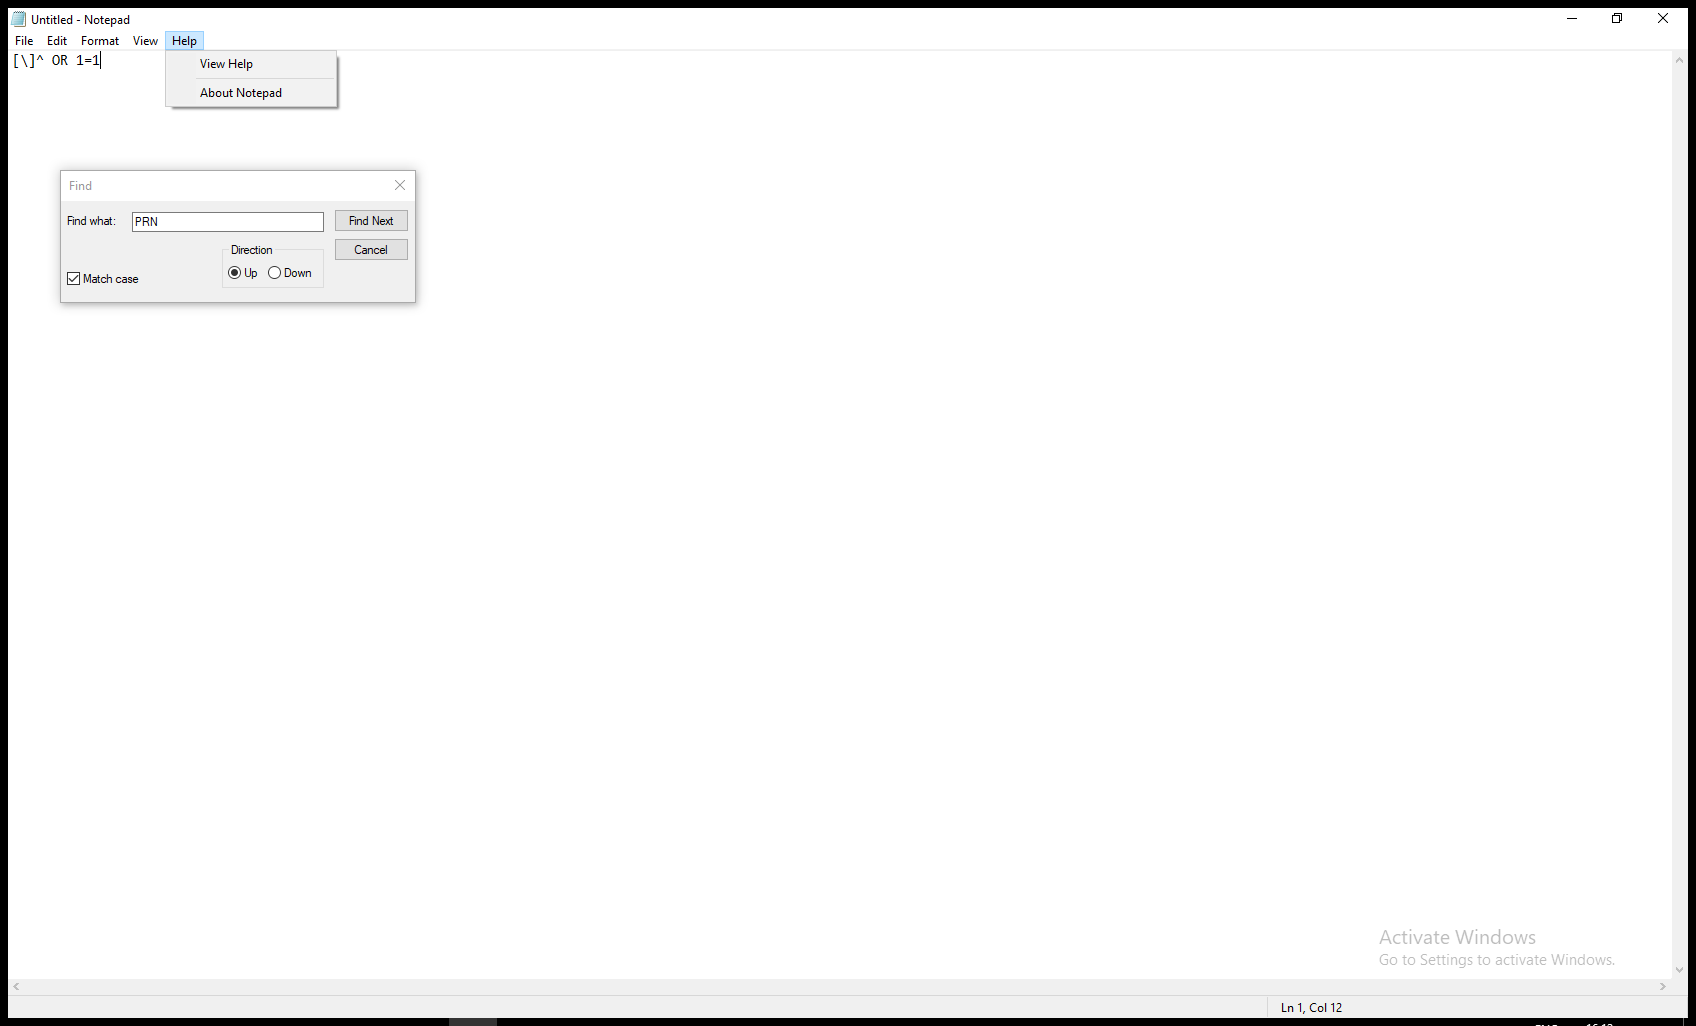 Untitled - Notepad
File Edit Format View Help
[\]^ OR 1=1
View Help
About Notepad
Find
Find what: PRN Find Next
Direction Cancel
Up Down
Match case
Activate Windows
Go to Settings to activate Windows.
Ln 1, Col 12